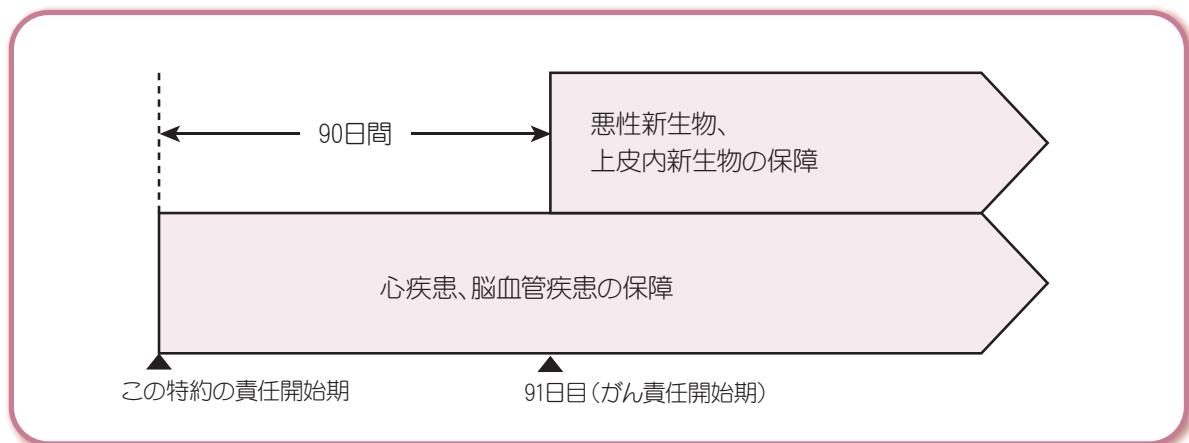 90日間
悪性新生物、
上皮内新生物の保障
心疾患、脳血管疾患の保障
この特約の責任開始期
91日目(がん責任開始期)